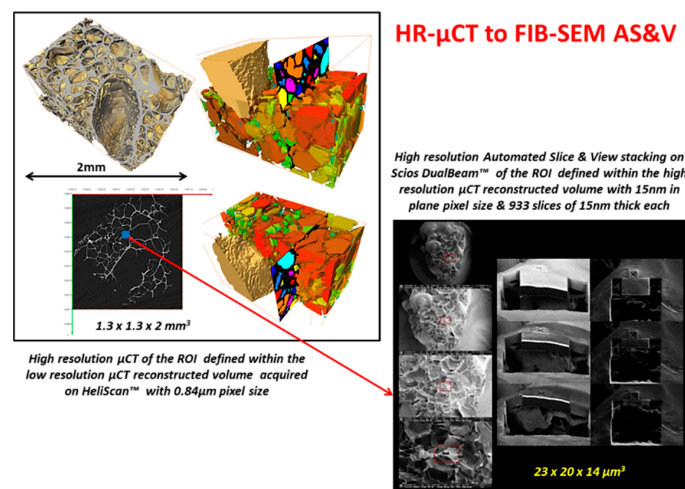 HR-µCT to FIB-SEM AS&V
2mm
1.3 x 1.3 x 2 mm³
High resolution µCT of the ROI defined within the
low resolution µCT reconstructed volume acquired
on HeliScan™ with 0.84µm pixel size
High resolution Automated Slice & View stacking on
Scios DualBeam™ of the ROI defined within the high
resolution µCT reconstructed volume with 15nm in
plane pixel size & 933 slices of 15nm thick each
23 x 20 x 14 µm³